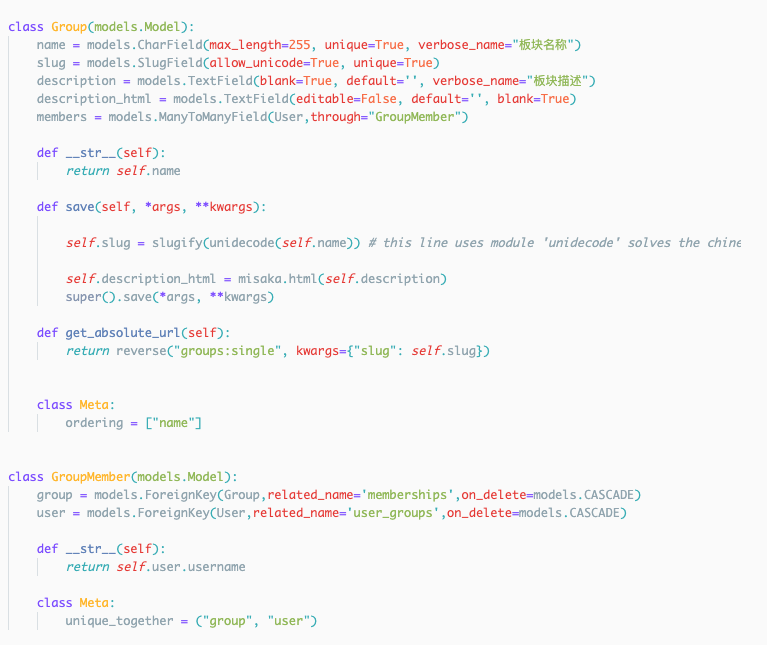 class Group(models.Model):
    name = models.CharField(max_length=255, unique=True, verbose_name="板块名称")
    slug = models.SlugField(allow_unicode=True, unique=True)
    description = models.TextField(blank=True, default='', verbose_name="板块描述")
    description_html = models.TextField(editable=False, default='', blank=True)
    members = models.ManyToManyField(User,through="GroupMember")
    def __str__(self):
        return self.name
    def save(self, *args, **kwargs):
        self.slug = slugify(unidecode(self.name)) # this line uses module 'unidecode' solves the chine
        self.description_html = misaka.html(self.description)
        super().save(*args, **kwargs)
    def get_absolute_url(self):
        return reverse("groups:single", kwargs={"slug": self.slug})
    class Meta:
        ordering = ["name"]
class GroupMember(models.Model):
    group = models.ForeignKey(Group,related_name='memberships',on_delete=models.CASCADE)
    user = models.ForeignKey(User,related_name='user_groups',on_delete=models.CASCADE)
    def __str__(self):
        return self.user.username
    class Meta:
        unique_together = ("group", "user")